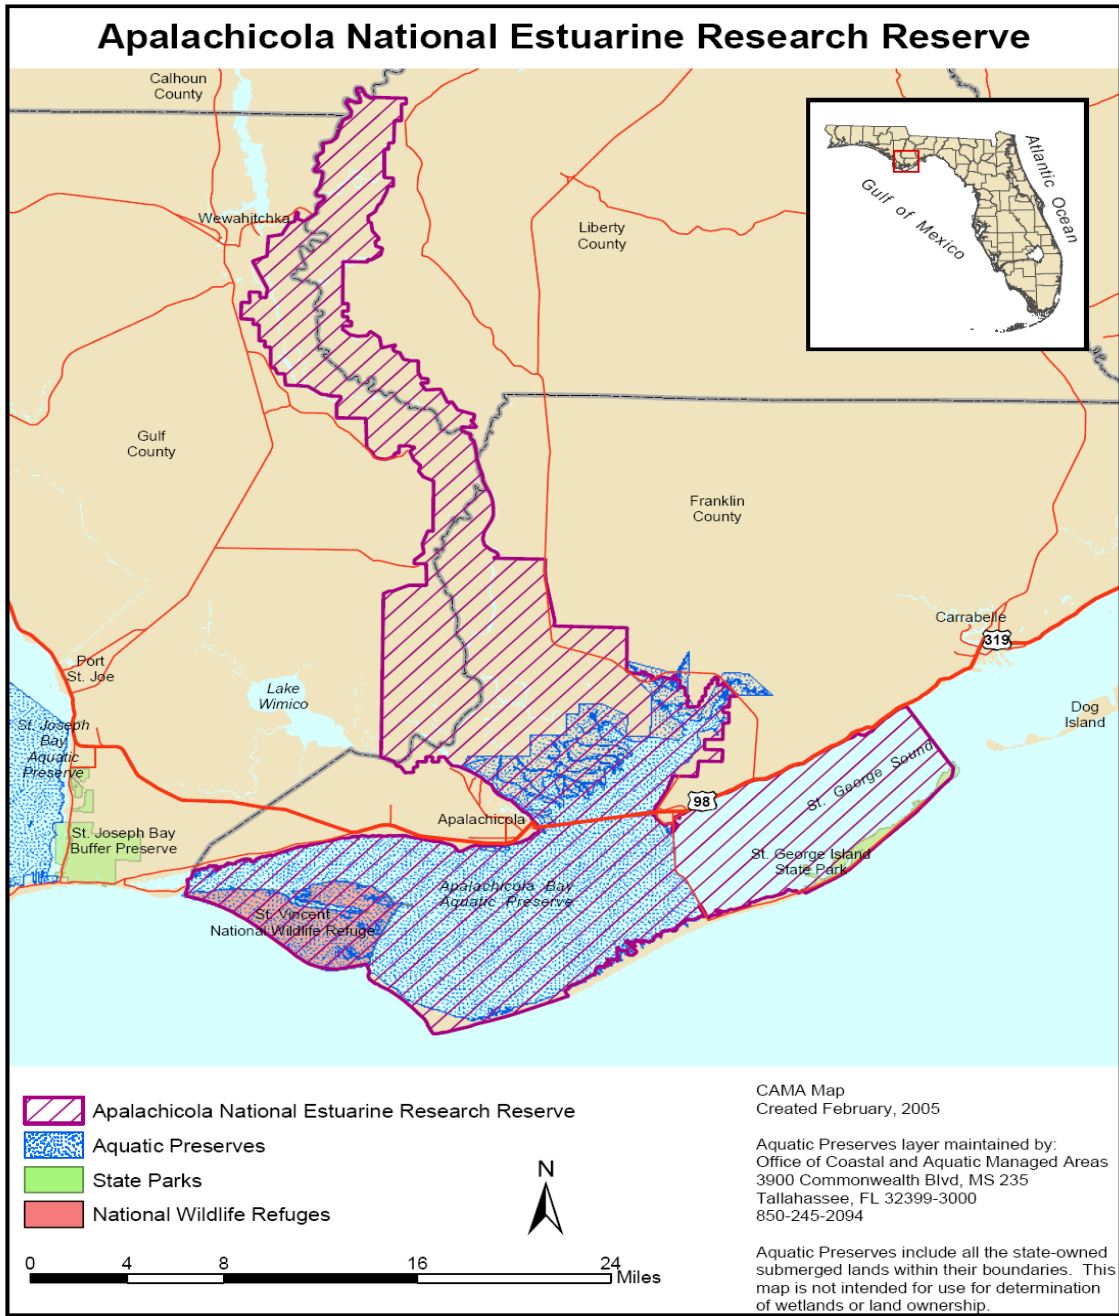 Apalachicola National Estuarine Research Reserve
Calhoun
County
Atlantic Ocean
Gulf of Mexico
Wewahitchka
Liberty
County
Gulf
County
Franklin
County
Carrabelle
319
Port
St. Joe
Lake
Wimico
Dog
Island
St. Joseph
Bay
Aquatic
Preserve
St. George Sound
98
Apalachicola
St. Joseph Bay
Buffer Preserve
St. George Island
State Park
Apalachicola Bay
Aquatic Preserve
St. Vincent
National Wildlife Refuge
Apalachicola National Estuarine Research Reserve
Aquatic Preserves
State Parks
National Wildlife Refuges
N
0 4 8 16 24
Miles
CAMA Map
Created February, 2005
Aquatic Preserves layer maintained by:
Office of Coastal and Aquatic Managed Areas
3900 Commonwealth Blvd, MS 235
Tallahassee, FL 32399-3000
850-245-2094
Aquatic Preserves include all the state-owned
submerged lands within their boundaries. This
map is not intended for use for determination
of wetlands or land ownership.